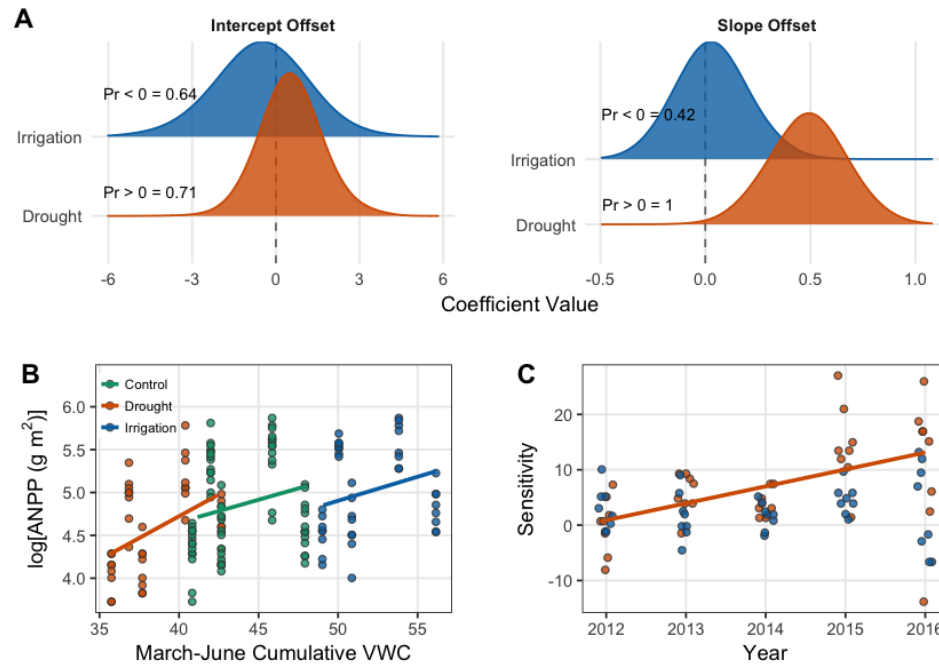 A
Intercept Offset
Slope Offset
Pr < 0 = 0.64
Pr < 0 = 0.42
Irrigation
Irrigation
Pr > 0 = 0.71
Pr > 0 = 1
Drought
Drought
-6 -3 0 3 6
-0.5 0.0 0.5 1.0
Coefficient Value
B
Control
Drought
Irrigation
log[ANPP (g m²)]
6.0
5.5
5.0
4.5
4.0
35 40 45 50 55
March-June Cumulative VWC
C
Sensitivity
20
10
0
-10
2012 2013 2014 2015 2016
Year